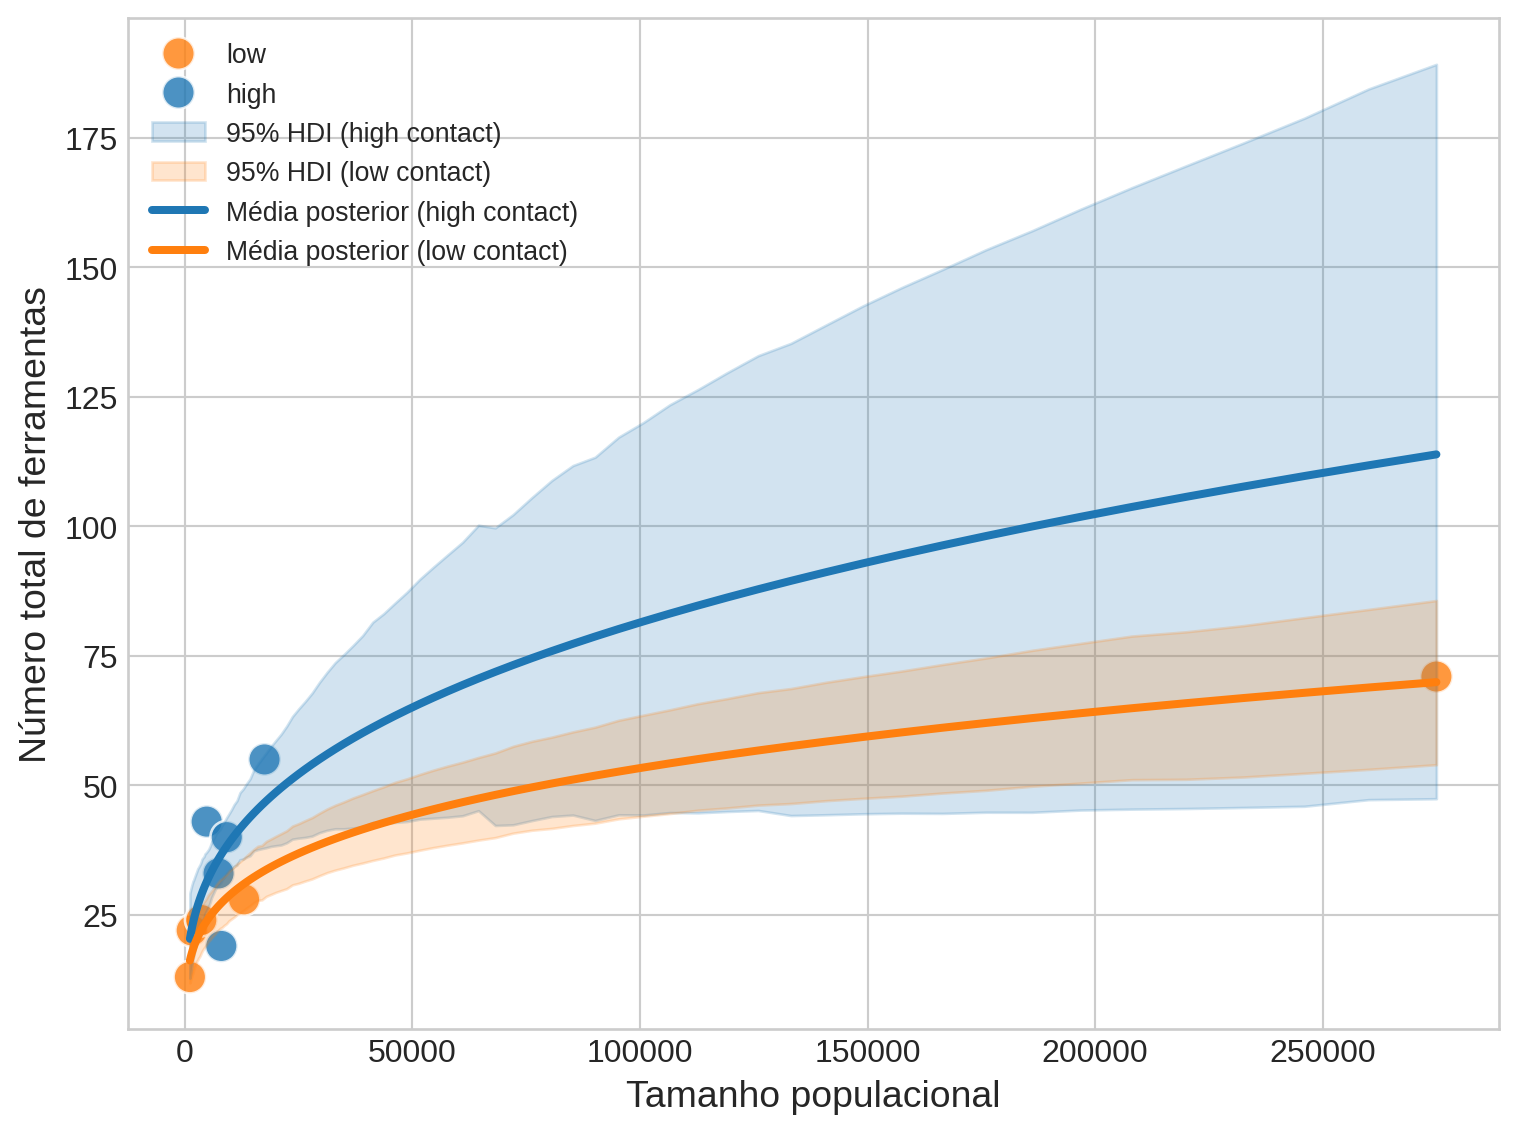 low
high
95% HDI (high contact)
95% HDI (low contact)
Média posterior (high contact)
Média posterior (low contact)
175
150
125
100
75
50
25
Número total de ferramentas
0
50000
100000
150000
200000
250000
Tamanho populacional